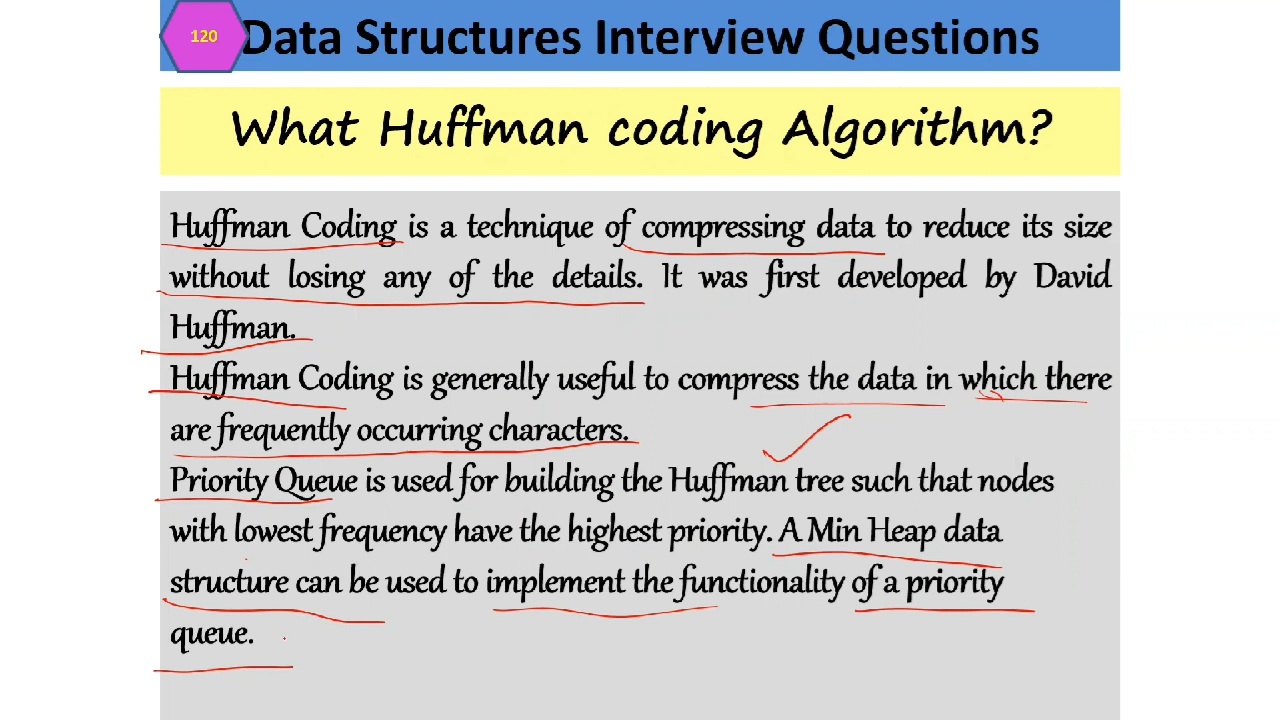 120
Data Structures Interview Questions
What Huffman coding Algorithm?
Huffman Coding is a technique of compressing data to reduce its size
without losing any of the details. It was first developed by David
Huffman.
Huffman Coding is generally useful to compress the data in which there
are frequently occurring characters.
Priority Queue is used for building the Huffman tree such that nodes
with lowest frequency have the highest priority. A Min Heap data
structure can be used to implement the functionality of a priority
queue.